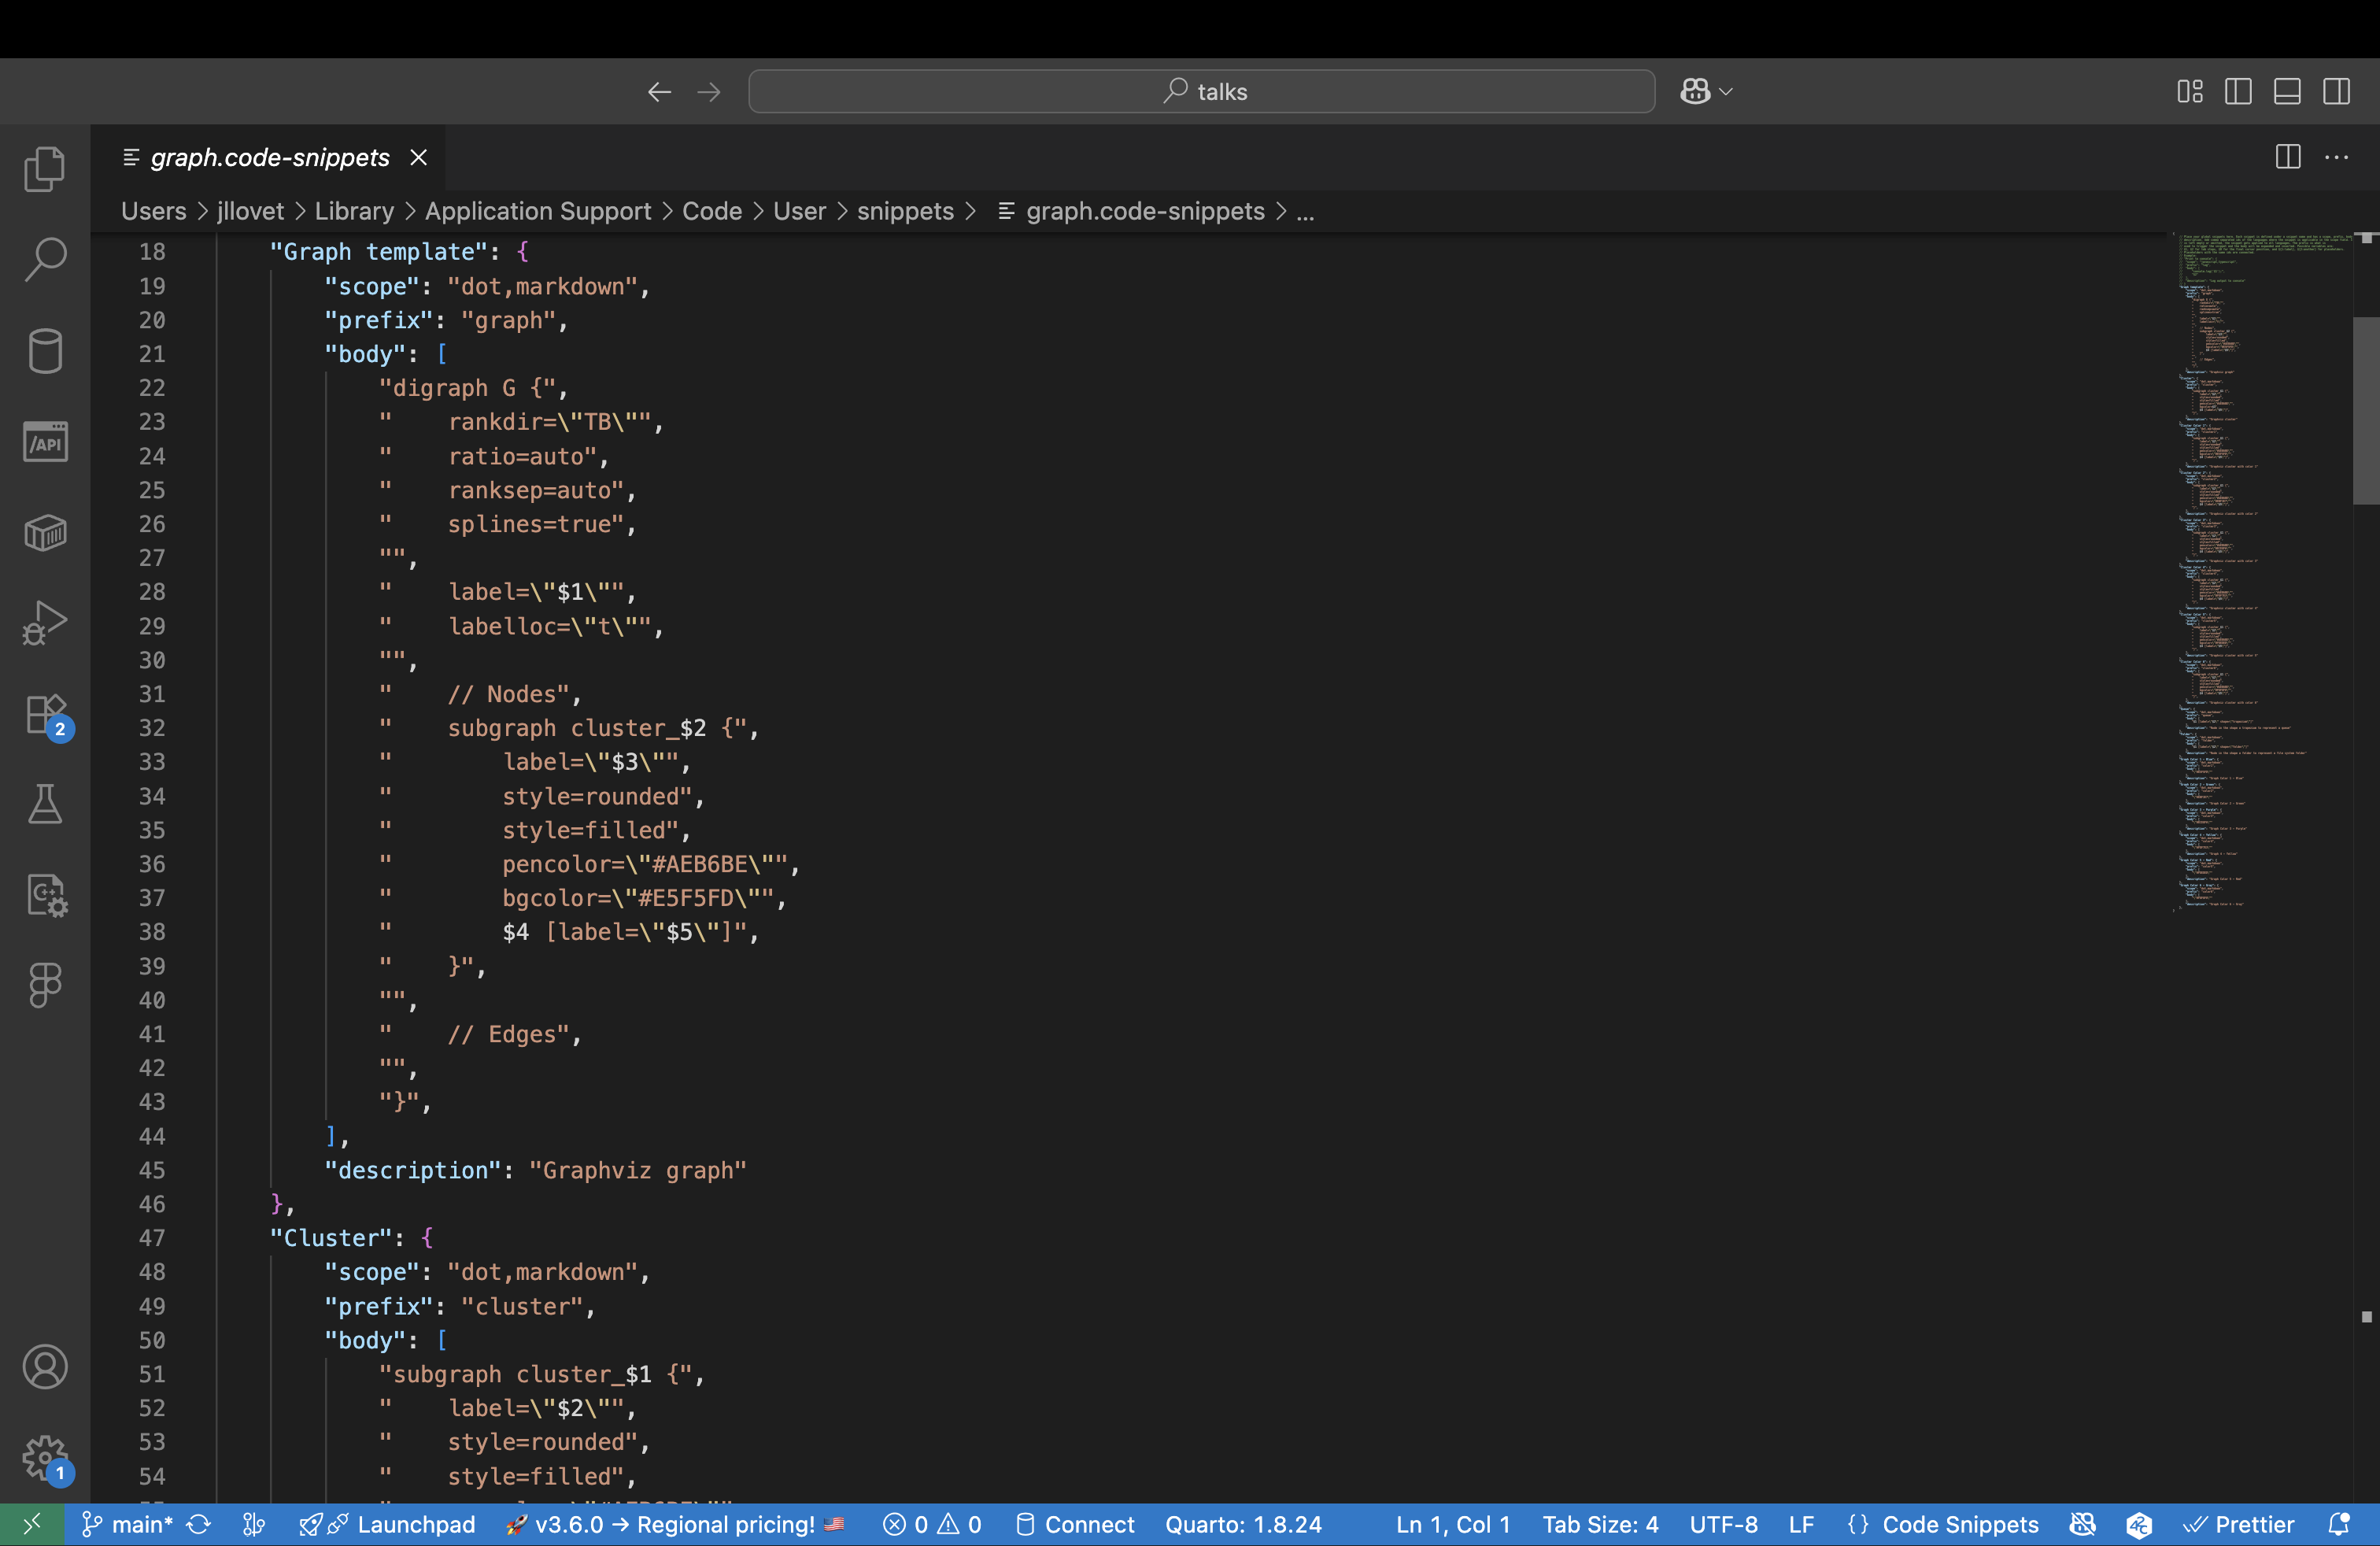 talks
graph.code-snippets
Users > jllovet > Library > Application Support > Code > User > snippets > graph.code-snippets > ...
18 "Graph template": {
19 "scope": "dot,markdown",
20 "prefix": "graph",
21 "body": [
22 "digraph G {",
23 "    rankdir=\"TB\"",
24 "    ratio=auto",
25 "    ranksep=auto",
26 "    splines=true",
27 "",
28 "    label=\"$1\"",
29 "    labelloc=\"t\"",
30 "",
31 "    // Nodes",
32 "    subgraph cluster_$2 {",
33 "        label=\"$3\"",
34 "        style=rounded",
35 "        style=filled",
36 "        pencolor=\"#AEB6BE\"",
37 "        bgcolor=\"#E5F5FD\"",
38 "        $4 [label=\"$5\"]",
39 "    }",
40 "",
41 "    // Edges",
42 "",
43 "}",
44 ],
45 "description": "Graphviz graph"
46 },
47 "Cluster": {
48 "scope": "dot,markdown",
49 "prefix": "cluster",
50 "body": [
51 "subgraph cluster_$1 {",
52 "    label=\"$2\"",
53 "    style=rounded",
54 "    style=filled",
/API
2
C++
1
main* Launchpad 🚀 v3.6.0 → Regional pricing! 🇺🇸 0 0 Connect Quarto: 1.8.24 Ln 1, Col 1 Tab Size: 4 UTF-8 LF {} Code Snippets Prettier